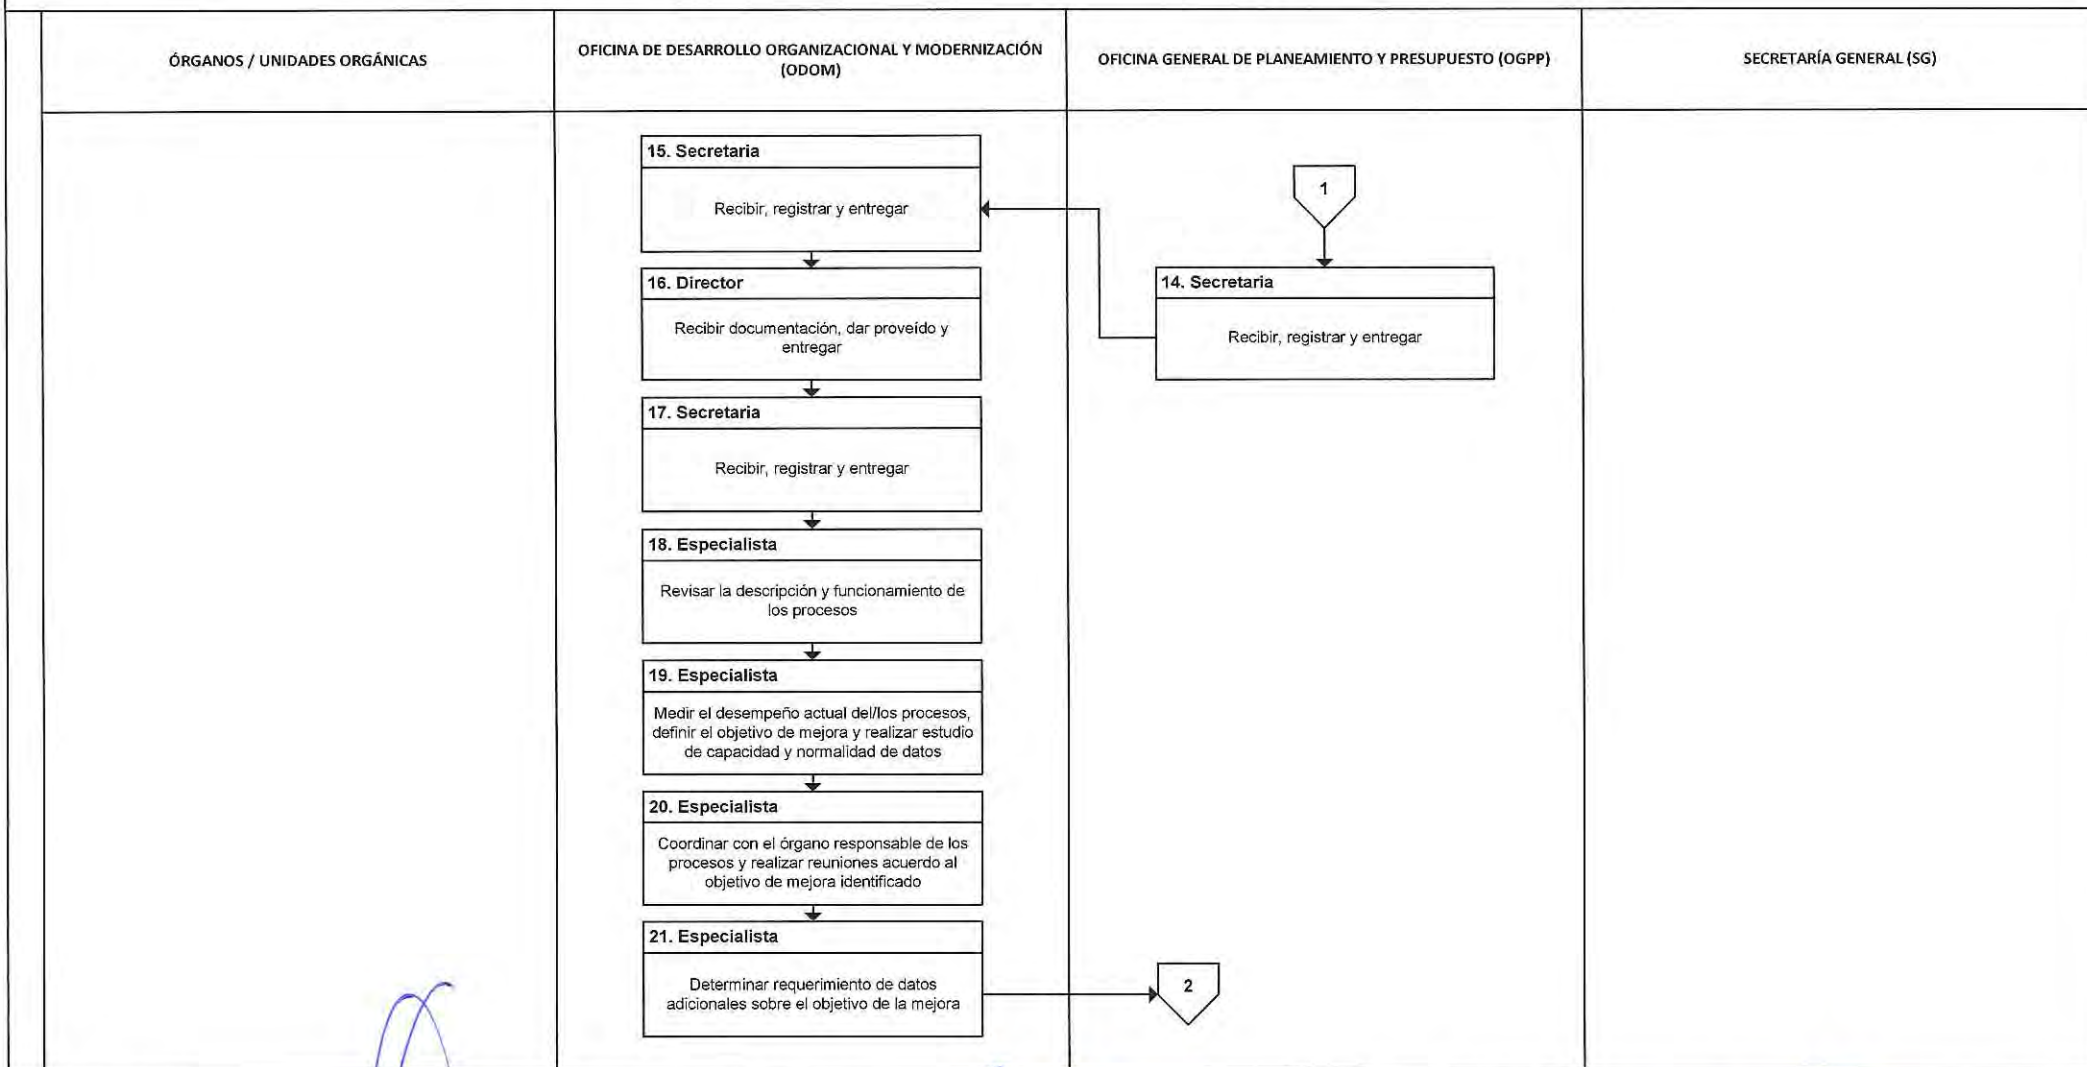 ÓRGANOS / UNIDADES ORGÁNICAS
OFICINA DE DESARROLLO ORGANIZACIONAL Y MODERNIZACIÓN
(ODOM)
OFICINA GENERAL DE PLANEAMIENTO Y PRESUPUESTO (OGPP)
SECRETARÍA GENERAL (SG)
1
14. Secretaria
Recibir, registrar y entregar
15. Secretaria
Recibir, registrar y entregar
16. Director
Recibir documentación, dar proveído y
entregar
17. Secretaria
Recibir, registrar y entregar
18. Especialista
Revisar la descripción y funcionamiento de
los procesos
19. Especialista
Medir el desempeño actual del/los procesos,
definir el objetivo de mejora y realizar estudio
de capacidad y normalidad de datos
20. Especialista
Coordinar con el órgano responsable de los
procesos y realizar reuniones acuerdo al
objetivo de mejora identificado
21. Especialista
Determinar requerimiento de datos
adicionales sobre el objetivo de la mejora
2